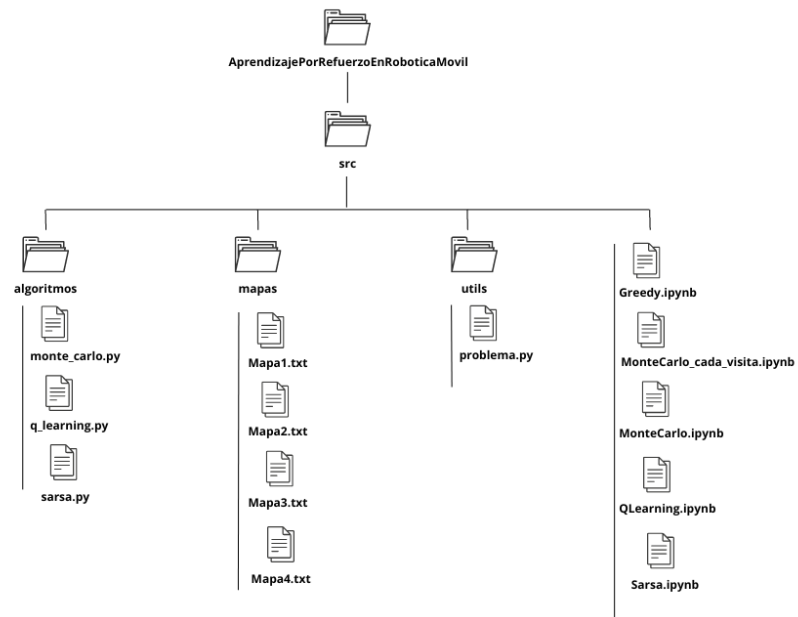 AprendizajePorRefuerzoEnRoboticaMovil
src
algoritmos
monte_carlo.py
q_learning.py
sarsa.py
mapas
Mapa1.txt
Mapa2.txt
Mapa3.txt
Mapa4.txt
utils
problema.py
Greedy.ipynb
MonteCarlo_cada_visita.ipynb
MonteCarlo.ipynb
QLearning.ipynb
Sarsa.ipynb